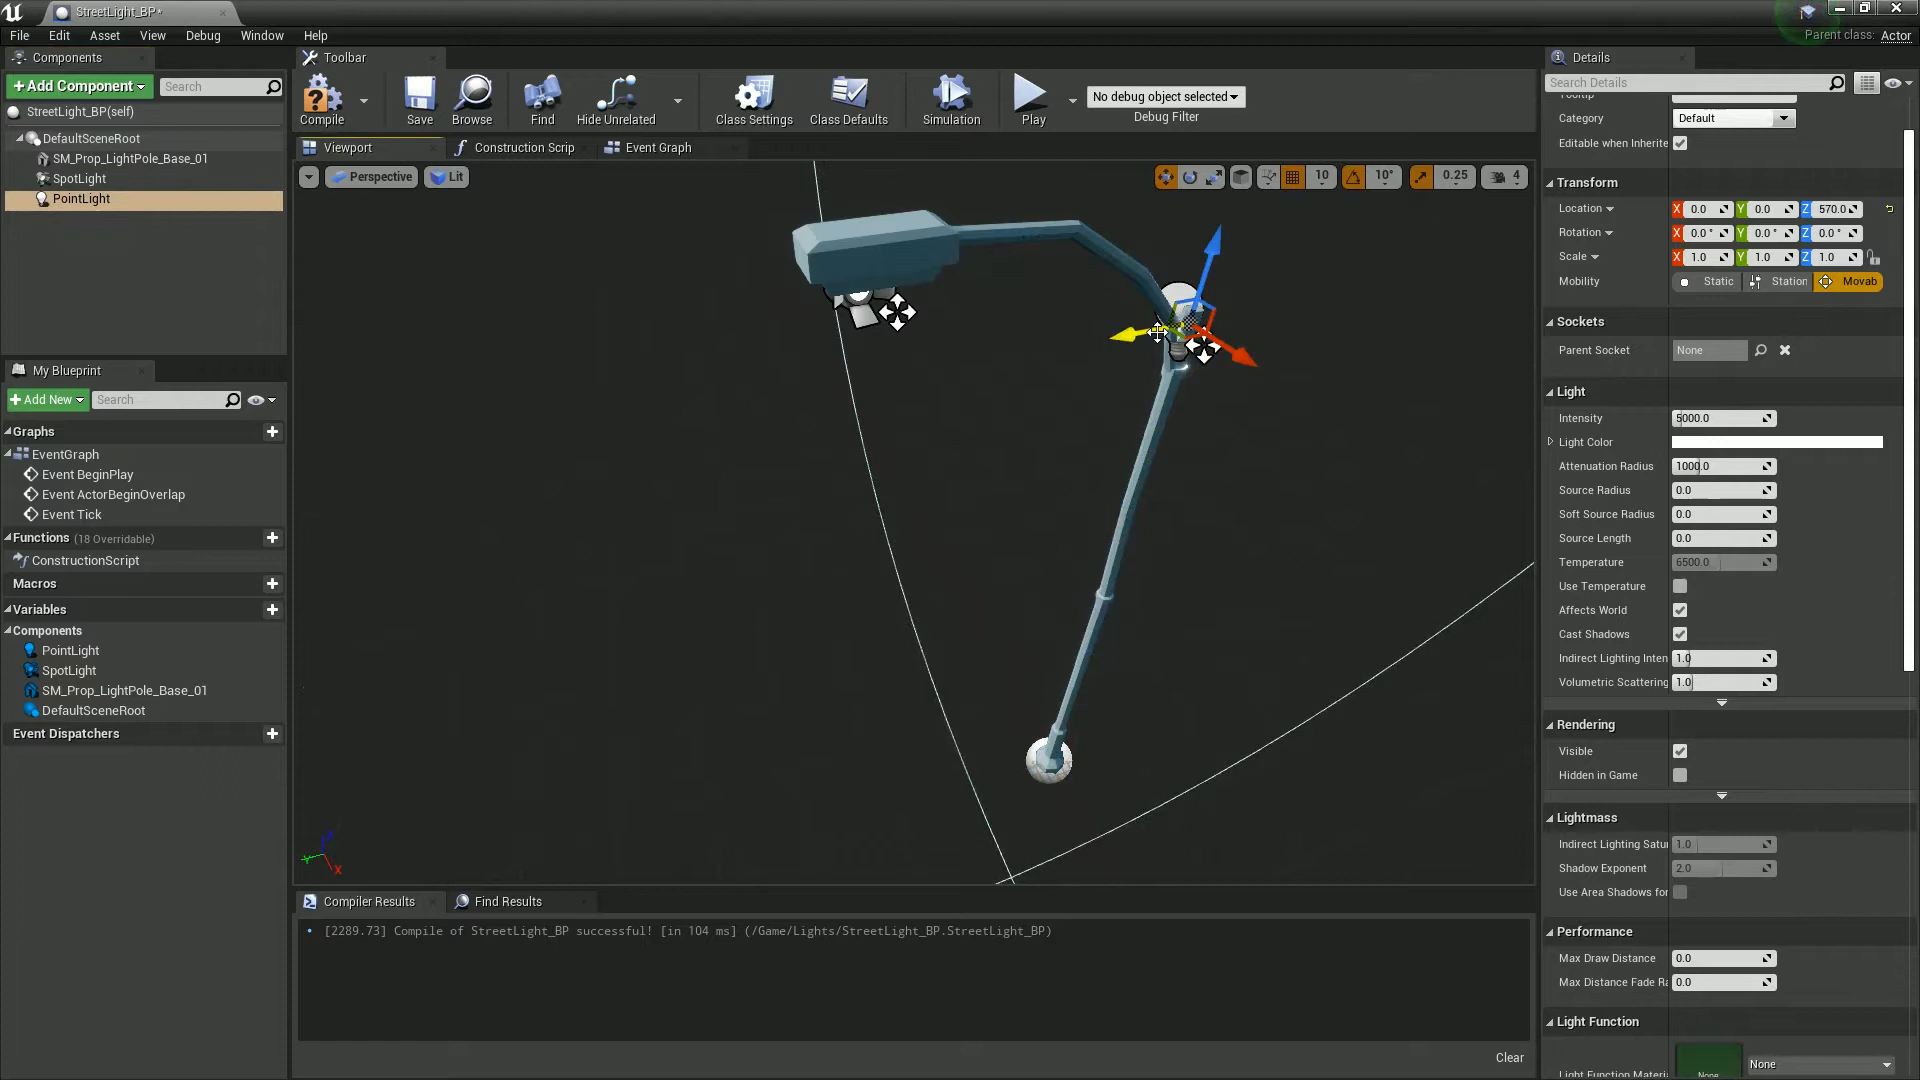 StreetLight_BP*
File Edit Asset View Debug Window Help
Parent class: Actor
Components
+Add Component
Search
StreetLight_BP(self)
DefaultSceneRoot
SM_Prop_LightPole_Base_01
SpotLight
PointLight
My Blueprint
+Add New
Search
Graphs
EventGraph
Event BeginPlay
Event ActorBeginOverlap
Event Tick
Functions (18 Overridable)
ConstructionScript
Macros
Variables
Components
PointLight
SpotLight
SM_Prop_LightPole_Base_01
DefaultSceneRoot
Event Dispatchers
Toolbar
Compile
Save
Browse
Find
Hide Unrelated
Class Settings
Class Defaults
Simulation
Play
No debug object selected
Debug Filter
Viewport
Construction Scrip
Event Graph
Perspective
Lit
10
10°
0.25
4
Z
Y
X
Compiler Results
Find Results
• [2289.73] Compile of StreetLight_BP successful! [in 104 ms] (/Game/Lights/StreetLight_BP.StreetLight_BP)
Clear
Details
Search Details
Category Default
Editable when Inherite
Transform
Location X 0.0 Y 0.0 Z 570.0
Rotation X 0.0 ° Y 0.0 ° Z 0.0 °
Scale X 1.0 Y 1.0 Z 1.0
Mobility Static Station Movab
Sockets
Parent Socket None
Light
Intensity 5000.0
Light Color
Attenuation Radius 1000.0
Source Radius 0.0
Soft Source Radius 0.0
Source Length 0.0
Temperature 6500.0
Use Temperature
Affects World
Cast Shadows
Indirect Lighting Inten 1.0
Volumetric Scattering 1.0
Rendering
Visible
Hidden in Game
Lightmass
Indirect Lighting Satu 1.0
Shadow Exponent 2.0
Use Area Shadows for
Performance
Max Draw Distance 0.0
Max Distance Fade Ra 0.0
Light Function
Light Function Materi None None